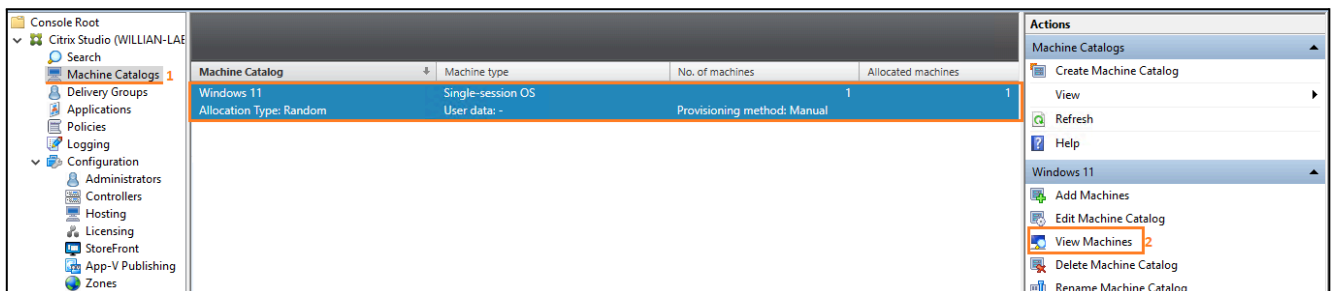 Console Root
Citrix Studio (WILLIAN-LAE
Search
Machine Catalogs 1
Delivery Groups
Applications
Policies
Logging
Configuration
Administrators
Controllers
Hosting
Licensing
StoreFront
App-V Publishing
Zones
Machine Catalog Machine type No. of machines Allocated machines
Windows 11 Single-session OS 1 1
Allocation Type: Random User data: - Provisioning method: Manual
Actions
Machine Catalogs
Create Machine Catalog
View
Refresh
Help
Windows 11
Add Machines
Edit Machine Catalog
View Machines 2
Delete Machine Catalog
Rename Machine Catalog